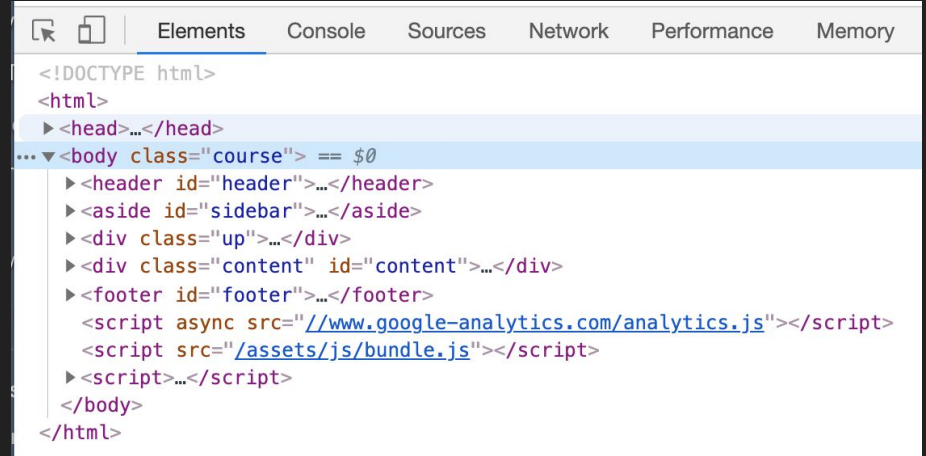 Elements Console Sources Network Performance Memory
<!DOCTYPE html>
<html>
▶<head>…</head>
…▼<body class="course"> == $0
▶<header id="header">…</header>
▶<aside id="sidebar">…</aside>
▶<div class="up">…</div>
▶<div class="content" id="content">…</div>
▶<footer id="footer">…</footer>
<script async src="//www.google-analytics.com/analytics.js"></script>
<script src="/assets/js/bundle.js"></script>
▶<script>…</script>
</body>
</html>